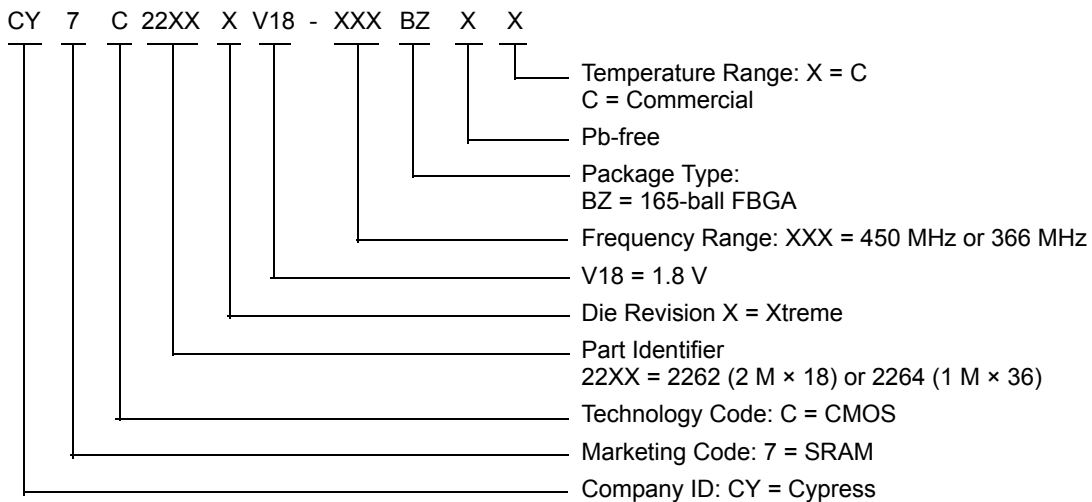 CY 7 C 22XX X V18 - XXX BZ X X
Temperature Range: X = C
C = Commercial
Pb-free
Package Type:
BZ = 165-ball FBGA
Frequency Range: XXX = 450 MHz or 366 MHz
V18 = 1.8 V
Die Revision X = Xtreme
Part Identifier
22XX = 2262 (2 M × 18) or 2264 (1 M × 36)
Technology Code: C = CMOS
Marketing Code: 7 = SRAM
Company ID: CY = Cypress